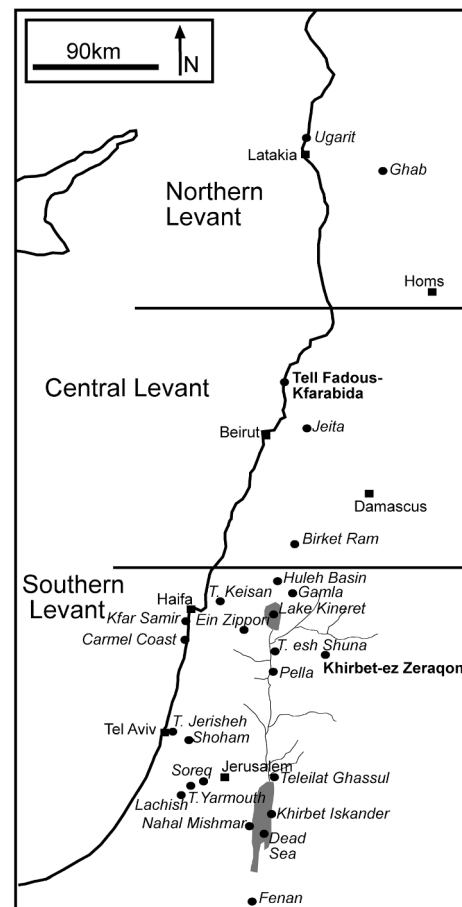 90km
N
Ugarit
Latakia
Ghab
Northern
Levant
Homs
Tell Fadous-
Kfarabida
Central Levant
Jeita
Beirut
Damascus
Birket Ram
Southern
Levant
Huleh Basin
T. Keisan
Gamla
Haifa
Lake Kineret
Kfar Samir
Ein Zippori
Carmel Coast
T. esh Shuna
Khirbet-ez Zeraqon
Pella
T. Jerisheh
Tel Aviv
Shoham
Soreq
Jerusalem
Teleilat Ghassul
T.Yarmouth
Lachish
Khirbet Iskander
Nahal Mishmar
Dead
Sea
Fenan